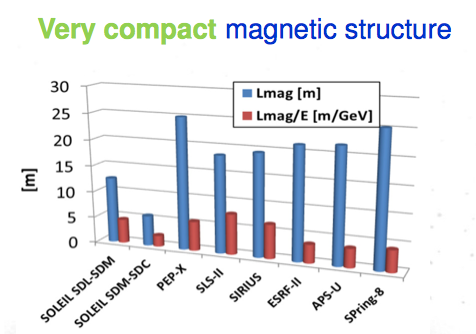 Very compact magnetic structure
30
25
20
15
10
5
0
[m]
Lmag [m]
Lmag/E [m/GeV]
SOLEIL SDL-SDM
SOLEIL SDM-SDC
PEP-X
SLS-II
SIRIUS
ESRF-II
APS-U
SPring-8